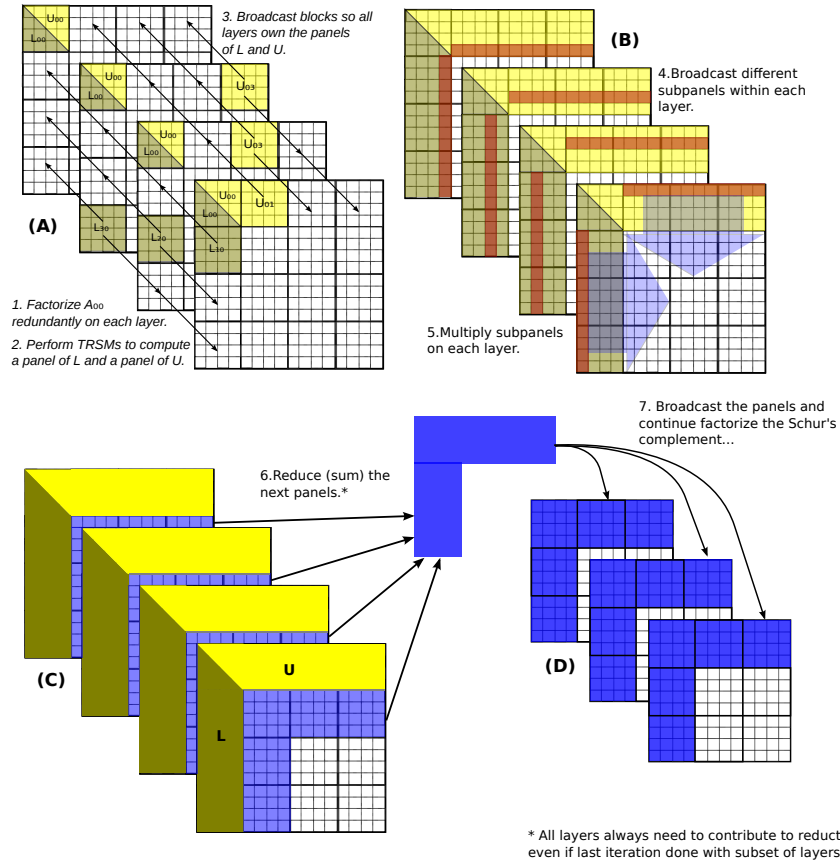 3. Broadcast blocks so all
layers own the panels
of L and U.
U₀₀
L₀₀
U₀₀
L₀₀
U₀₃
U₀₀
L₀₀
U₀₃
U₀₀
L₀₀
U₀₁
(A)
L₃₀
L₂₀
L₁₀
1. Factorize A₀₀
redundantly on each layer.
2. Perform TRSMs to compute
a panel of L and a panel of U.
(B)
4.Broadcast different
subpanels within each
layer.
5.Multiply subpanels
on each layer.
7. Broadcast the panels and
continue factorize the Schur's
complement...
6.Reduce (sum) the
next panels.*
(C)
U
L
(D)
* All layers always need to contribute to reduct
even if last iteration done with subset of layers